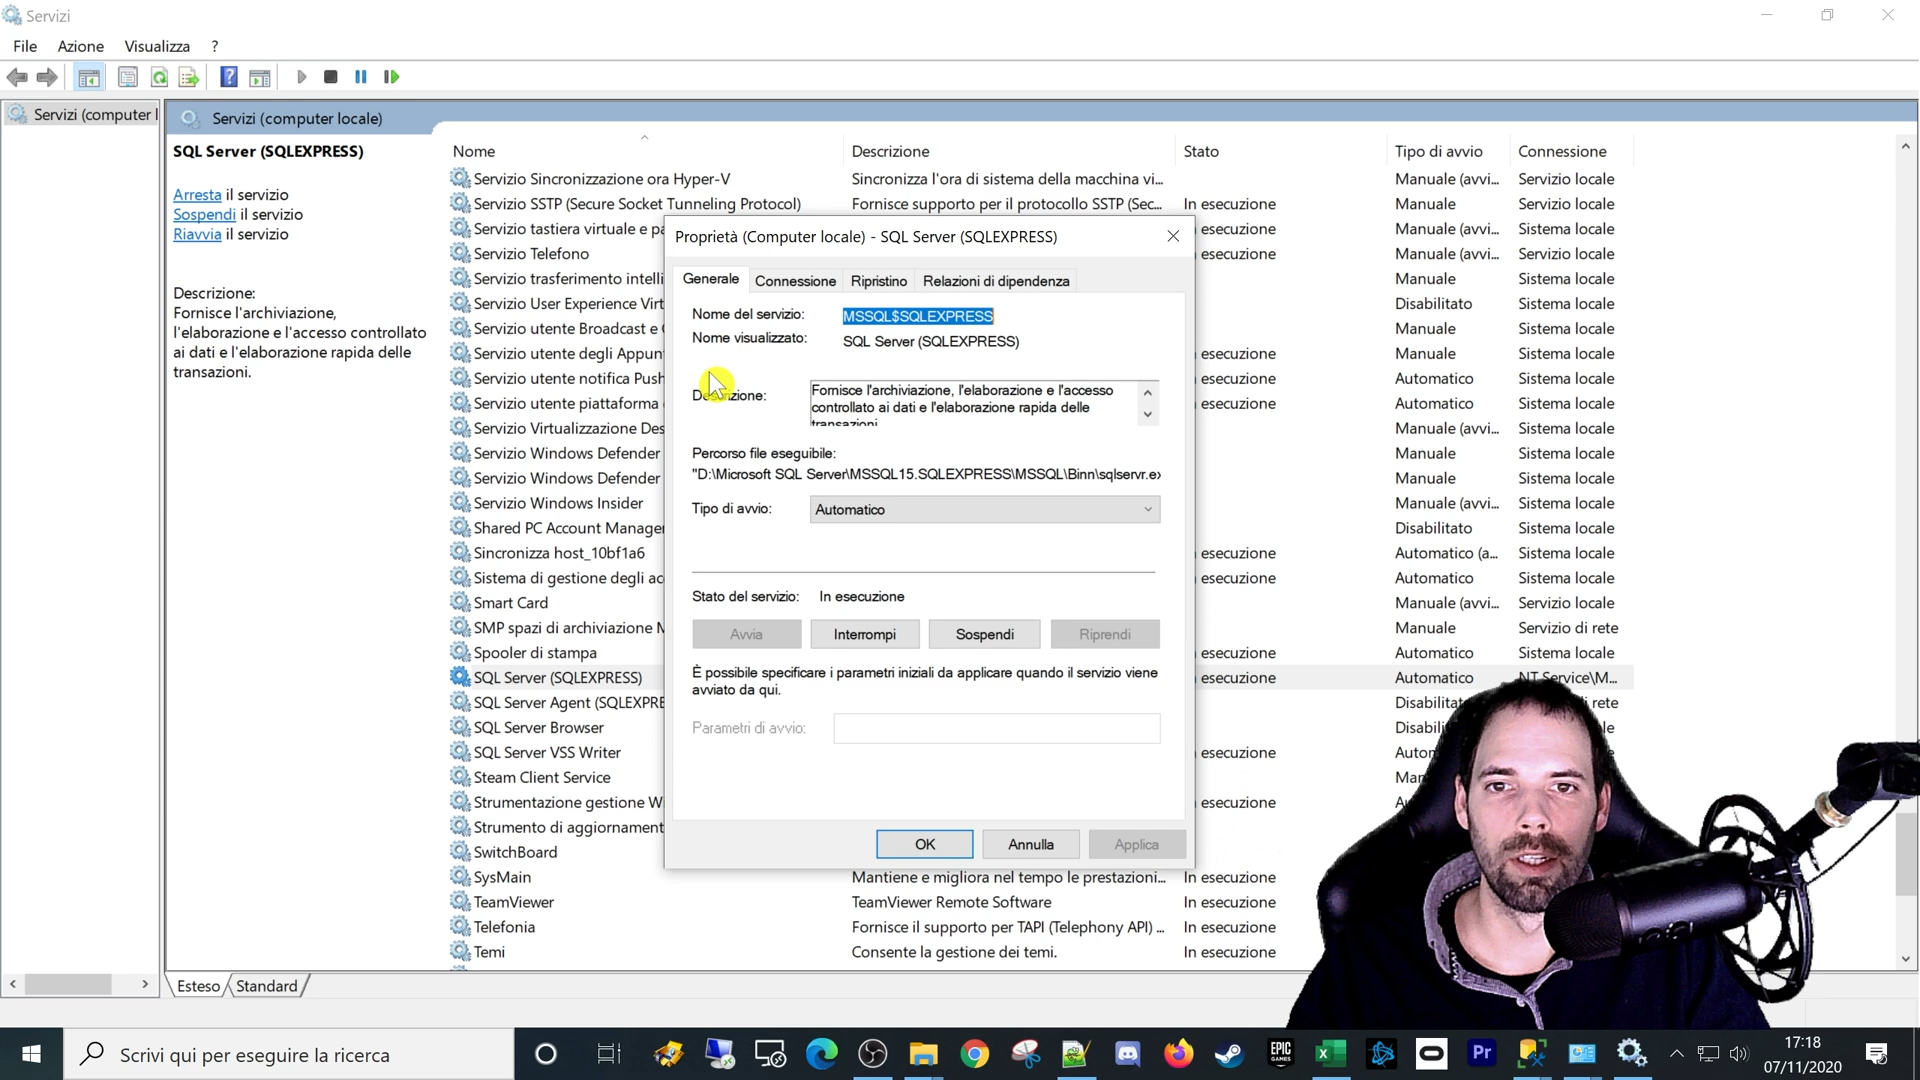 Servizi
File Azione Visualizza ?
Servizi (computer l
Servizi (computer locale)
SQL Server (SQLEXPRESS)
Arresta il servizio
Sospendi il servizio
Riavvia il servizio
Descrizione:
Fornisce l'archiviazione,
l'elaborazione e l'accesso controllato
ai dati e l'elaborazione rapida delle
transazioni.
Nome Descrizione Stato Tipo di avvio Connessione
Servizio Sincronizzazione ora Hyper-V Sincronizza l'ora di sistema della macchina vi... Manuale (avvi... Servizio locale
Servizio SSTP (Secure Socket Tunneling Protocol) Fornisce supporto per il protocollo SSTP (Sec... In esecuzione Manuale Servizio locale
Servizio tastiera virtuale e pa esecuzione Manuale (avvi... Sistema locale
Servizio Telefono esecuzione Manuale (avvi... Servizio locale
Servizio trasferimento intelli Manuale Sistema locale
Servizio User Experience Virt Disabilitato Sistema locale
Servizio utente Broadcast e Manuale Sistema locale
Servizio utente degli Appun esecuzione Manuale Sistema locale
Servizio utente notifica Push esecuzione Automatico Sistema locale
Servizio utente piattaforma esecuzione Automatico Sistema locale
Servizio Virtualizzazione Des Manuale (avvi... Sistema locale
Servizio Windows Defender Manuale Sistema locale
Servizio Windows Defender Manuale Sistema locale
Servizio Windows Insider Manuale (avvi... Sistema locale
Shared PC Account Manager Disabilitato Sistema locale
Sincronizza host_10bf1a6 esecuzione Automatico (a... Sistema locale
Sistema di gestione degli ac esecuzione Automatico Sistema locale
Smart Card Manuale (avvi... Servizio locale
SMP spazi di archiviazione M Manuale Servizio di rete
Spooler di stampa esecuzione Automatico Sistema locale
SQL Server (SQLEXPRESS) esecuzione Automatico NT Service\M...
SQL Server Agent (SQLEXPRE Disabilitat rete
SQL Server Browser Disabili le
SQL Server VSS Writer esecuzione Autom
Steam Client Service Man
Strumentazione gestione W esecuzione Au
Strumento di aggiornament
SwitchBoard
SysMain Mantiene e migliora nel tempo le prestazioni... In esecuzione
TeamViewer TeamViewer Remote Software In esecuzione
Telefonia Fornisce il supporto per TAPI (Telephony API) ... In esecuzione
Temi Consente la gestione dei temi. In esecuzione
Proprietà (Computer locale) - SQL Server (SQLEXPRESS)
Generale Connessione Ripristino Relazioni di dipendenza
Nome del servizio: MSSQL$SQLEXPRESS
Nome visualizzato: SQL Server (SQLEXPRESS)
Descrizione: Fornisce l'archiviazione, l'elaborazione e l'accesso
controllato ai dati e l'elaborazione rapida delle
transazioni
Percorso file eseguibile:
"D:\Microsoft SQL Server\MSSQL15.SQLEXPRESS\MSSQL\Binn\sqlservr.ex
Tipo di avvio: Automatico
Stato del servizio: In esecuzione
Avvia Interrompi Sospendi Riprendi
È possibile specificare i parametri iniziali da applicare quando il servizio viene
avviato da qui.
Parametri di avvio:
OK Annulla Applica
Esteso Standard
Scrivi qui per eseguire la ricerca
EPIC GAMES
Pr
17:18
07/11/2020